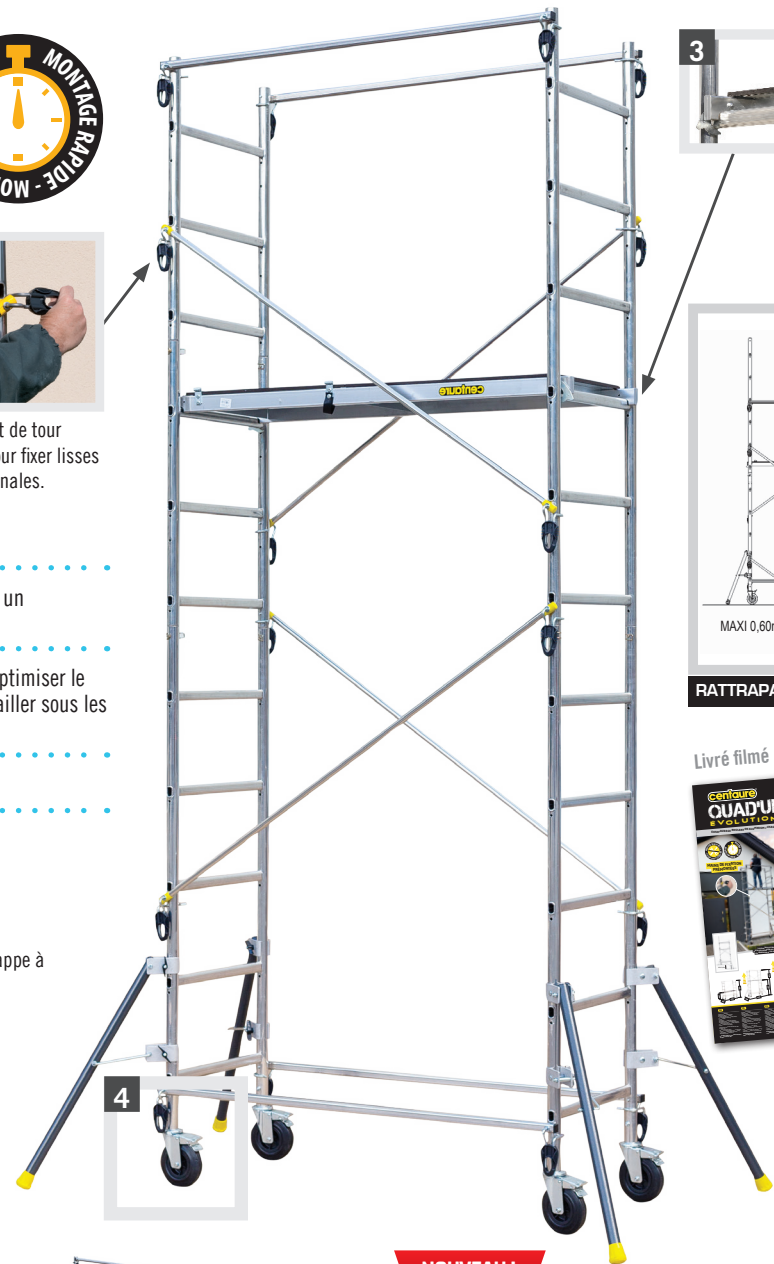 MONTAGE RAPIDE -
3
t de tour
ur fixer lisses
nales.
un
ptimiser le
ailler sous les
appe à
centaure
MAXI 0,60m
RATTRAPA
Livré filmé
centaure
QUAD'U
EVOLUTION
4
NOUVEAU